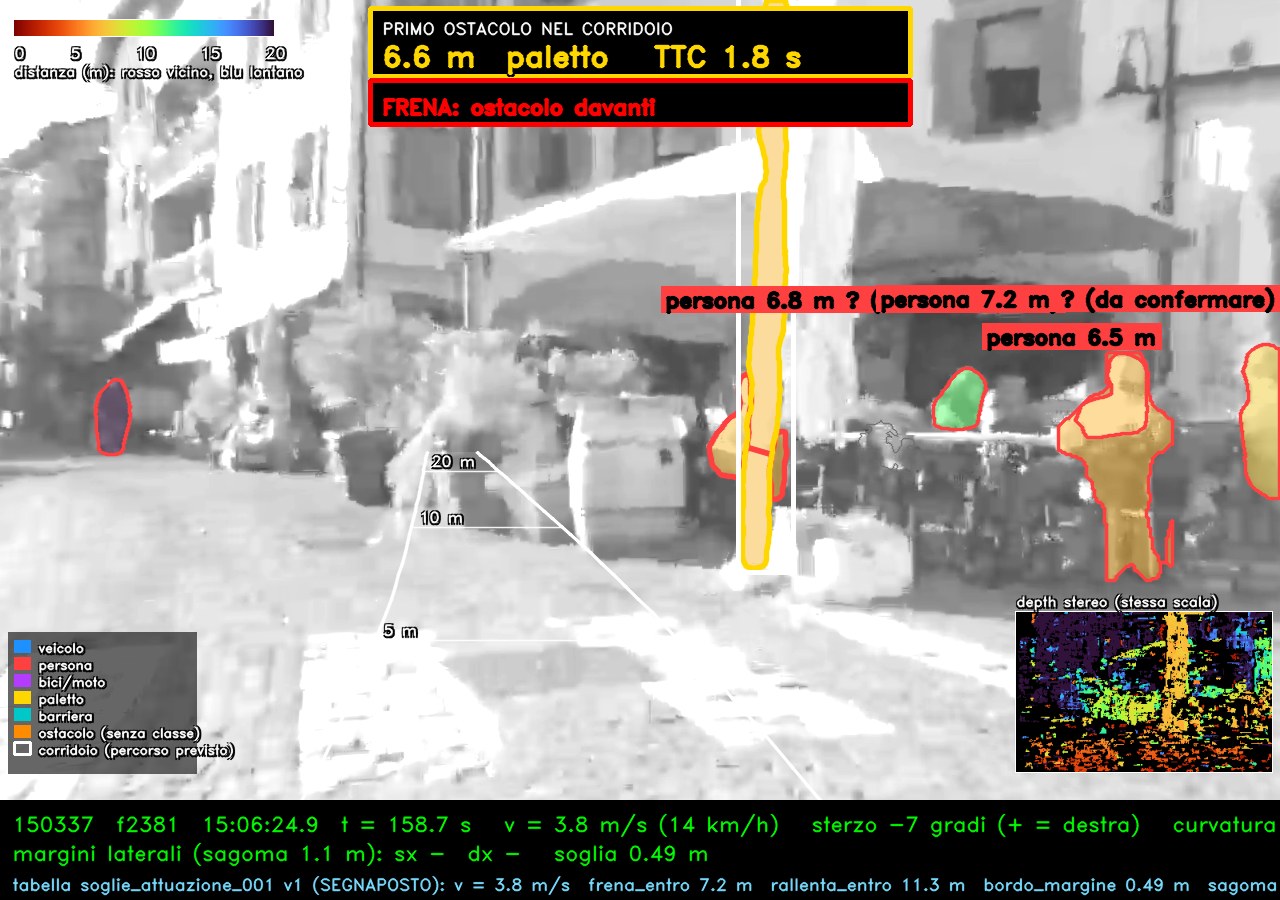 0 5 10 15 20
distanza (m): rosso vicino, blu lontano
PRIMO OSTACOLO NEL CORRIDOIO
6.6 m paletto TTC 1.8 s
FRENA: ostacolo davanti
persona 6.8 m ? (persona 7.2 m ? (da confermare)
persona 6.5 m
20 m
10 m
5 m
depth stereo (stessa scala)
veicolo
persona
bici/moto
paletto
barriera
ostacolo (senza classe)
corridoio (percorso previsto)
150337 f2381 15:06:24.9 t = 158.7 s v = 3.8 m/s (14 km/h) sterzo -7 gradi (+ = destra) curvatura
margini laterali (sagoma 1.1 m): sx - dx - soglia 0.49 m
tabella soglie_attuazione_001 v1 (SEGNAPOSTO): v = 3.8 m/s frena_entro 7.2 m rallenta_entro 11.3 m bordo_margine 0.49 m sagoma